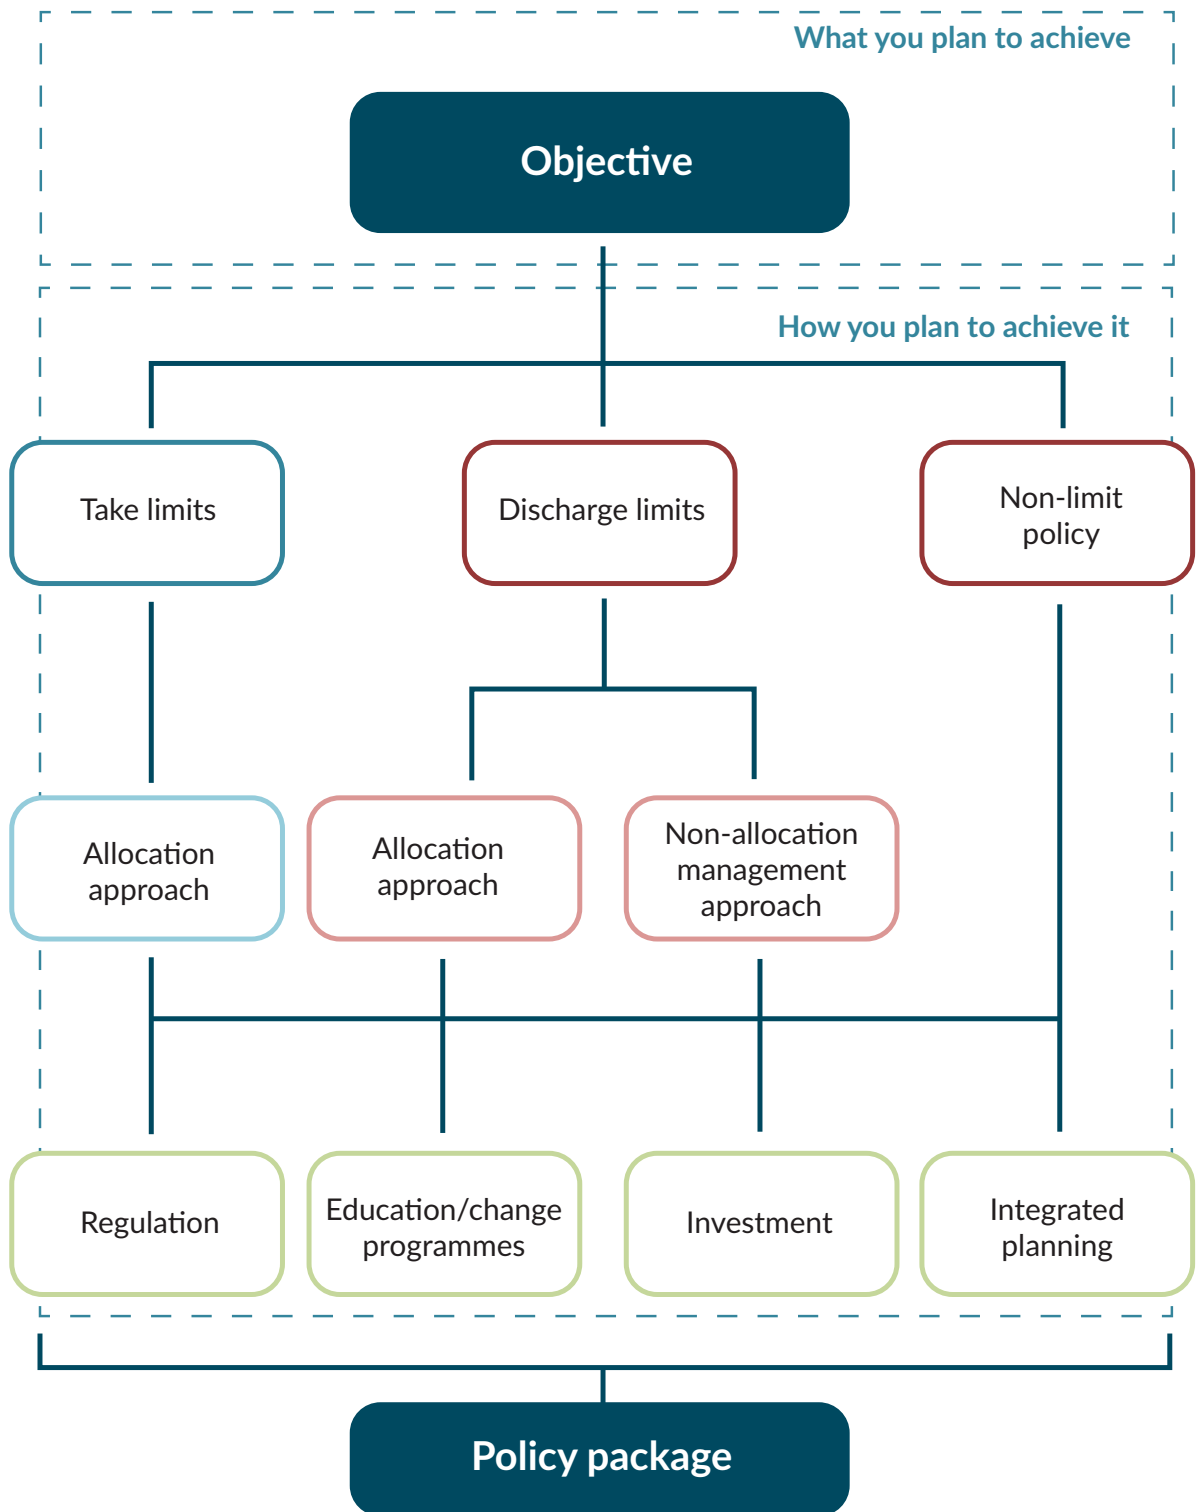 What you plan to achieve
Objective
How you plan to achieve it
Take limits
Discharge limits
Non-limit
policy
Allocation
approach
Allocation
approach
Non-allocation
management
approach
Regulation
Education/change
programmes
Investment
Integrated
planning
Policy package